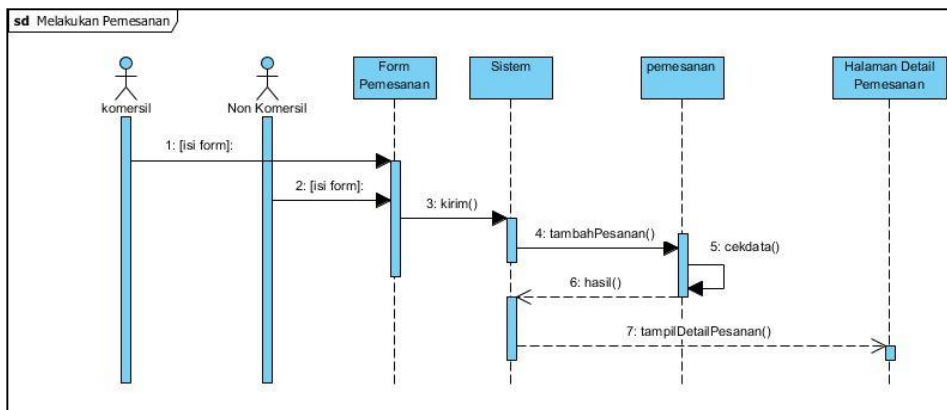 sd Melakukan Pemesanan
komersil
Non Komersil
Form
Pemesanan
Sistem
pemesanan
Halaman Detail
Pemesanan
1: [isi form]:
2: [isi form]:
3: kirim()
4: tambahPesanan()
5: cekdata()
6: hasil()
7: tampilDetailPesanan()